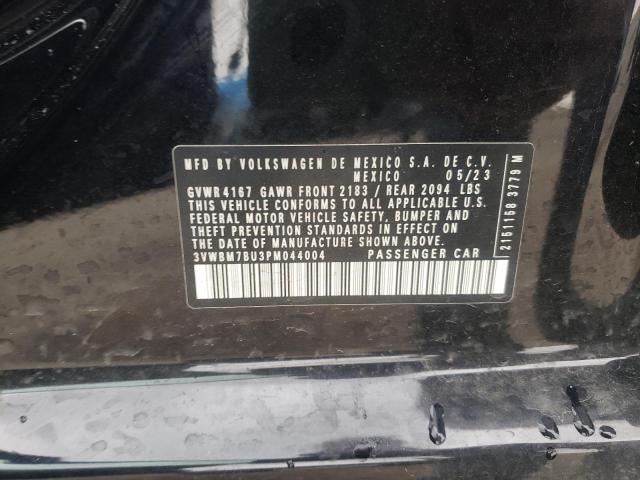 MFD BY VOLKSWAGEN DE MEXICO S.A. DE C.V.
MEXICO 05/23
GVWR4167 GAWR FRONT 2183 / REAR 2094 LBS
THIS VEHICLE CONFORMS TO ALL APPLICABLE U.S.
FEDERAL MOTOR VEHICLE SAFETY, BUMPER AND
THEFT PREVENTION STANDARDS IN EFFECT ON
THE DATE OF MANUFACTURE SHOWN ABOVE.
3VWBM7BU3PM044004 PASSENGER CAR
2151158 3779 M